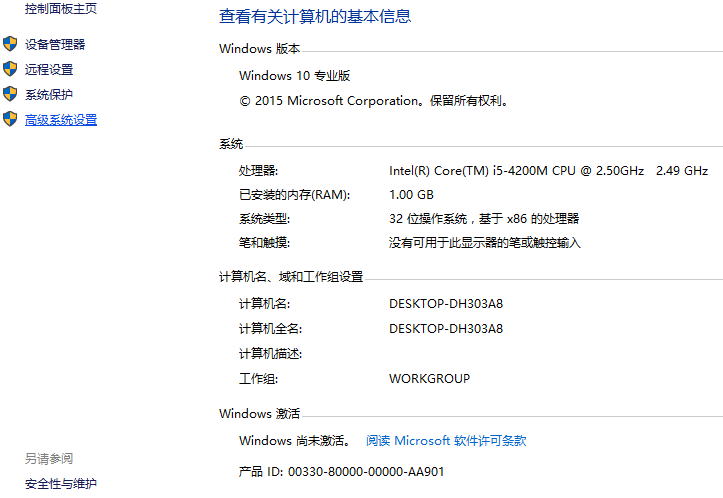 控制面板主页
设备管理器
远程设置
系统保护
高级系统设置
查看有关计算机的基本信息
Windows 版本
Windows 10 专业版
© 2015 Microsoft Corporation。保留所有权利。
系统
处理器: Intel(R) Core(TM) i5-4200M CPU @ 2.50GHz 2.49 GHz
已安装的内存(RAM): 1.00 GB
系统类型: 32 位操作系统，基于 x86 的处理器
笔和触摸: 没有可用于此显示器的笔或触控输入
计算机名、域和工作组设置
计算机名: DESKTOP-DH303A8
计算机全名: DESKTOP-DH303A8
计算机描述:
工作组: WORKGROUP
Windows 激活
Windows 尚未激活。 阅读 Microsoft 软件许可条款
产品 ID: 00330-80000-00000-AA901
另请参阅
安全性与维护